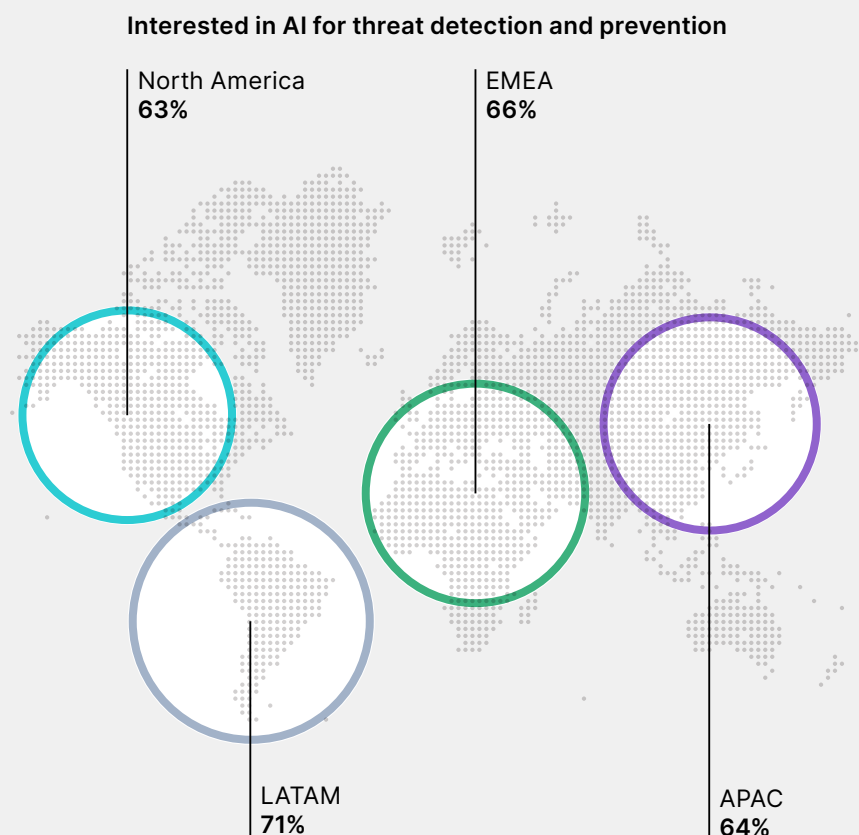 Interested in AI for threat detection and prevention
North America
63%
EMEA
66%
LATAM
71%
APAC
64%